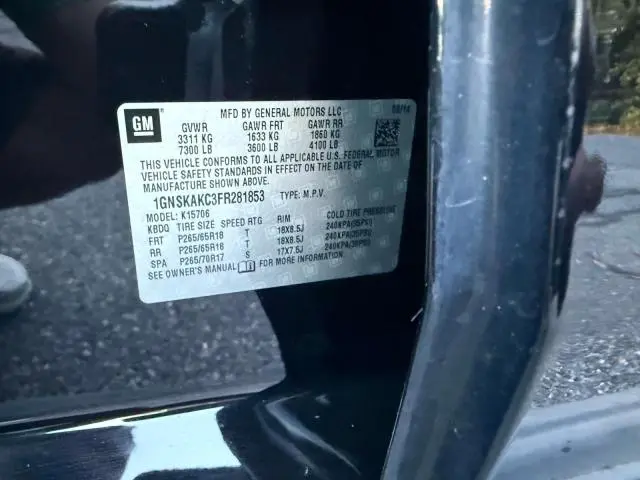 GM
MFD BY GENERAL MOTORS LLC 08/14
GVWR GAWR FRT GAWR RR
3311 KG 1633 KG 1860 KG
7300 LB 3600 LB 4100 LB
THIS VEHICLE CONFORMS TO ALL APPLICABLE U.S. FEDERAL MOTOR
VEHICLE SAFETY STANDARDS IN EFFECT ON THE DATE OF
MANUFACTURE SHOWN ABOVE.
1GNSKAKC3FR281853 TYPE: M.P.V.
MODEL: K15706
KBDQ TIRE SIZE SPEED RTG RIM COLD TIRE PRESSURE
FRT P265/65R18 T 18X8.5J 240KPA(35PSI)
RR P265/65R18 T 18X8.5J 240KPA(35PSI)
SPA P265/70R17 S 17X7.5J 240KPA(35PSI)
SEE OWNER'S MANUAL FOR MORE INFORMATION.